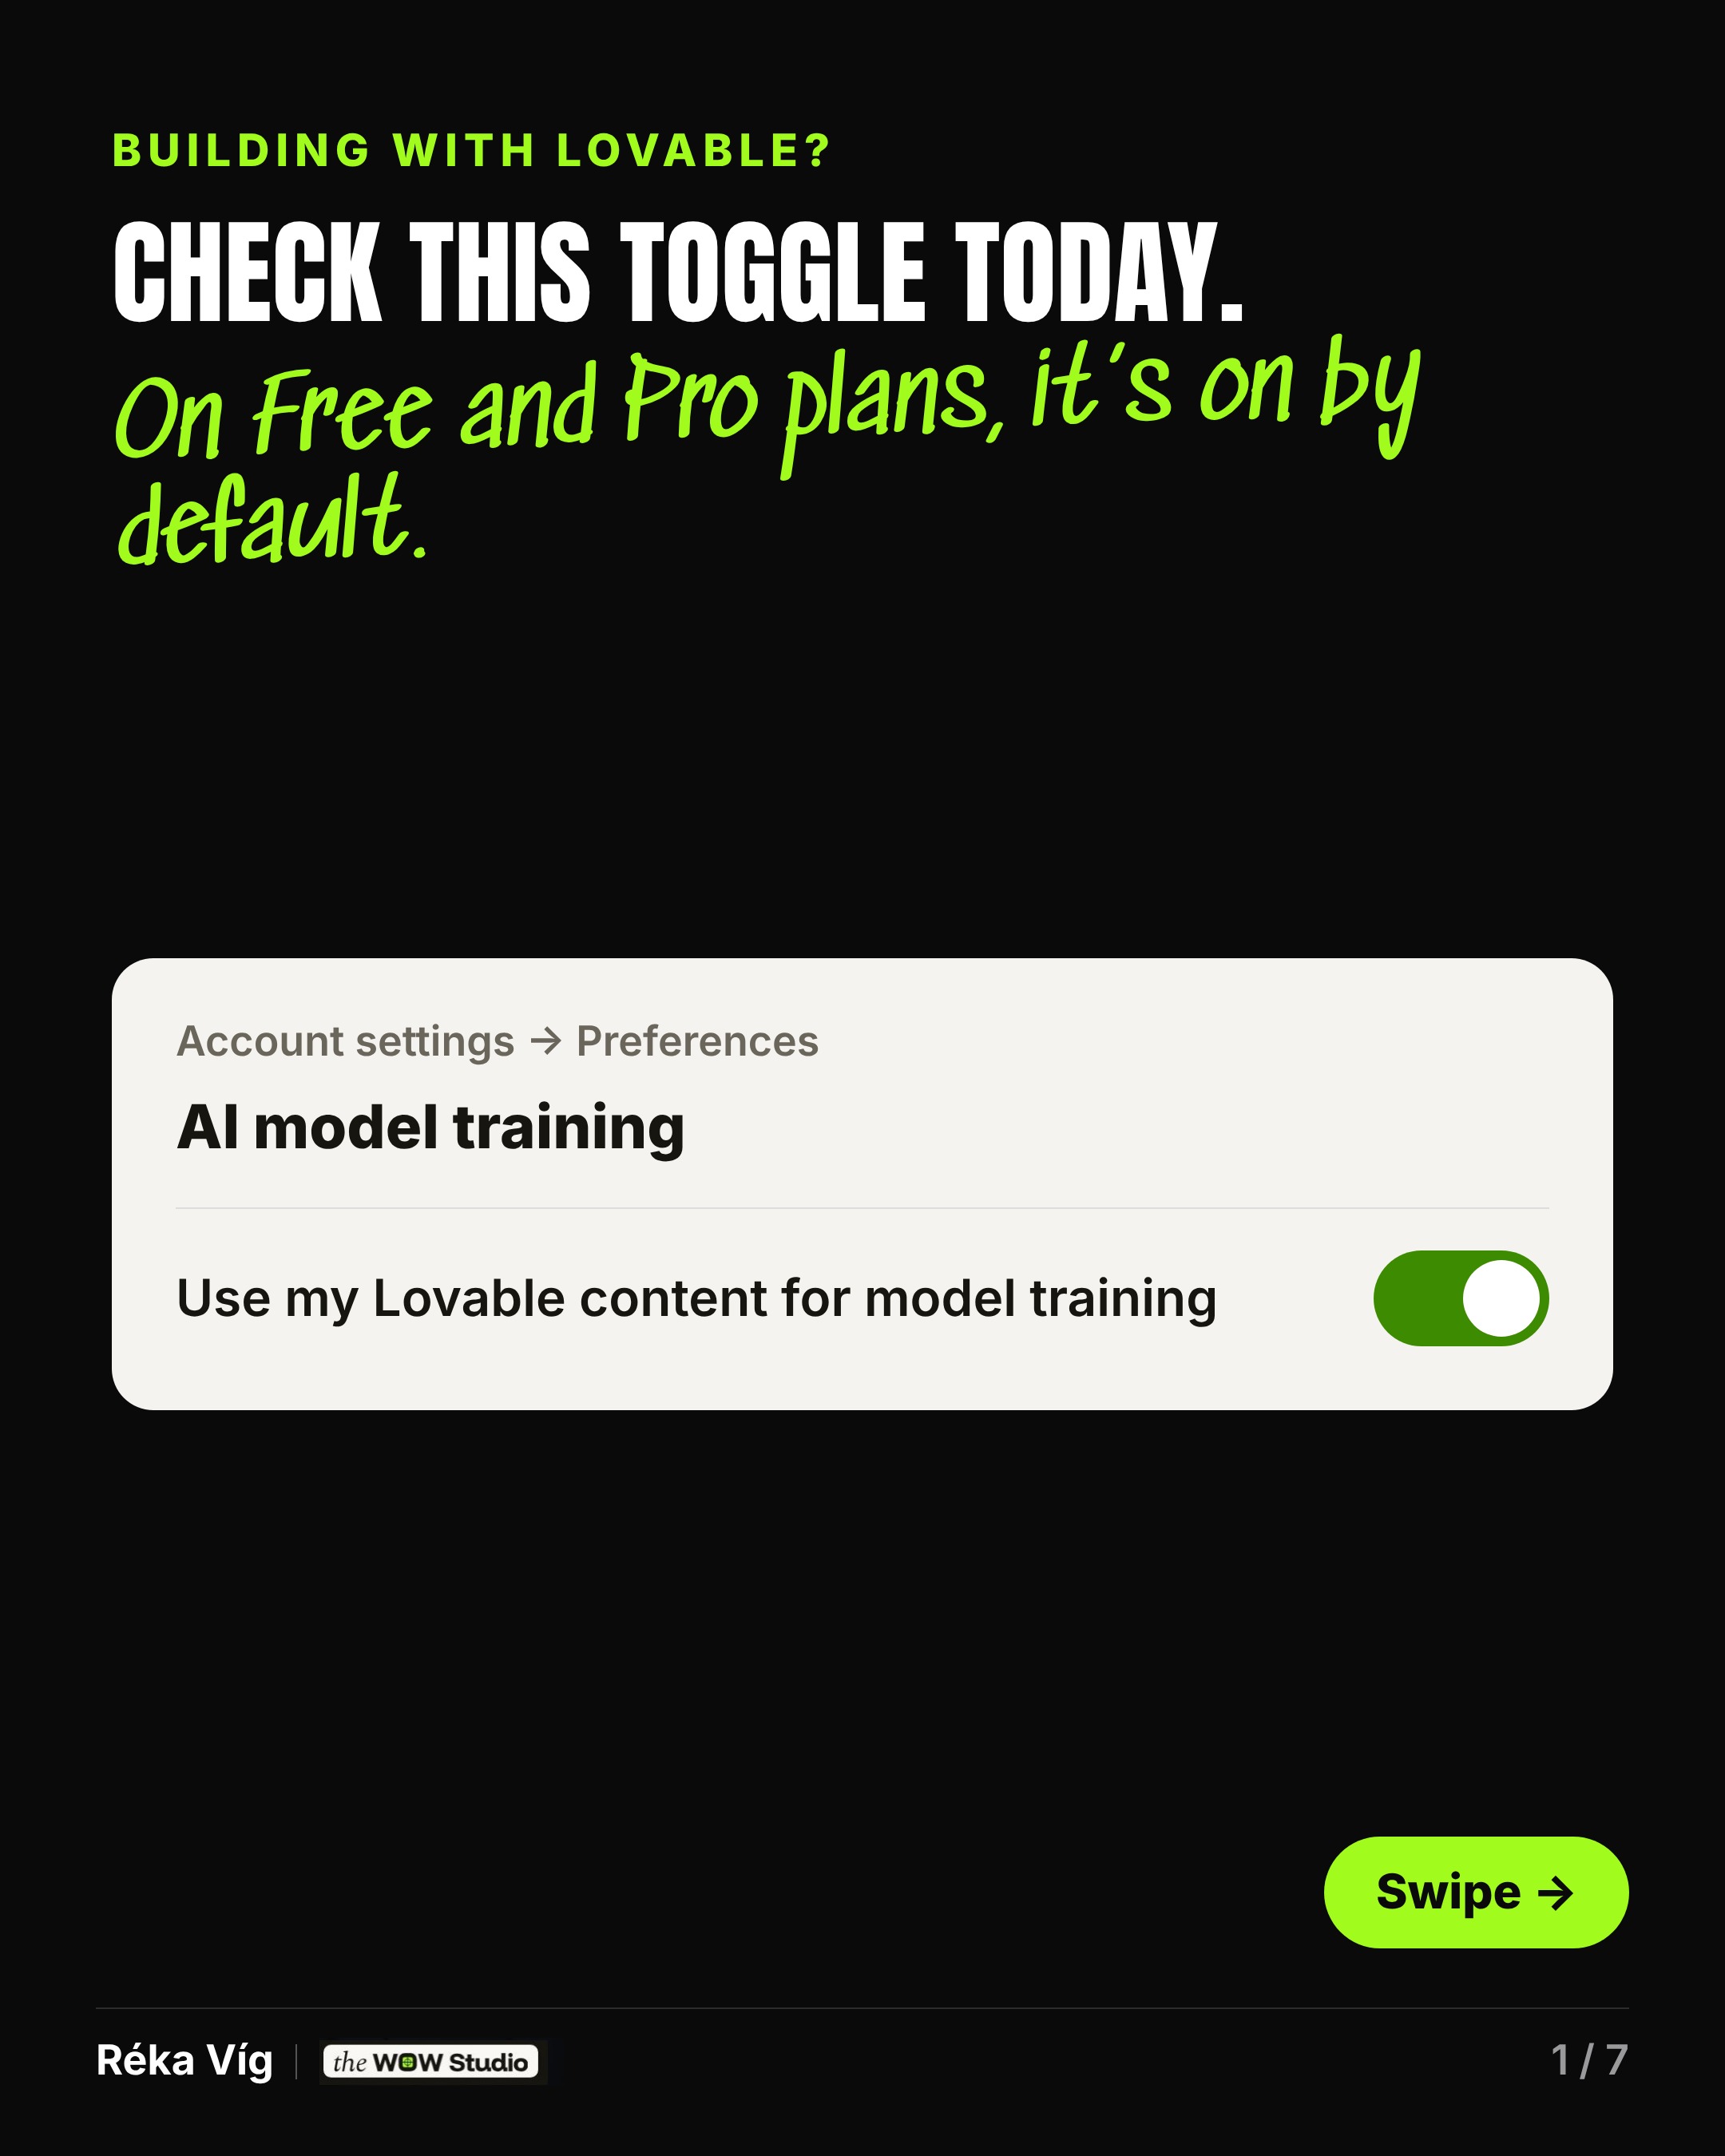 BUILDING WITH LOVABLE?
CHECK THIS TOGGLE TODAY.
On Free and Pro plans, it's on by
default.
Account settings → Preferences
AI model training
Use my Lovable content for model training
Swipe →
Réka Víg
the WOW Studio
1 / 7